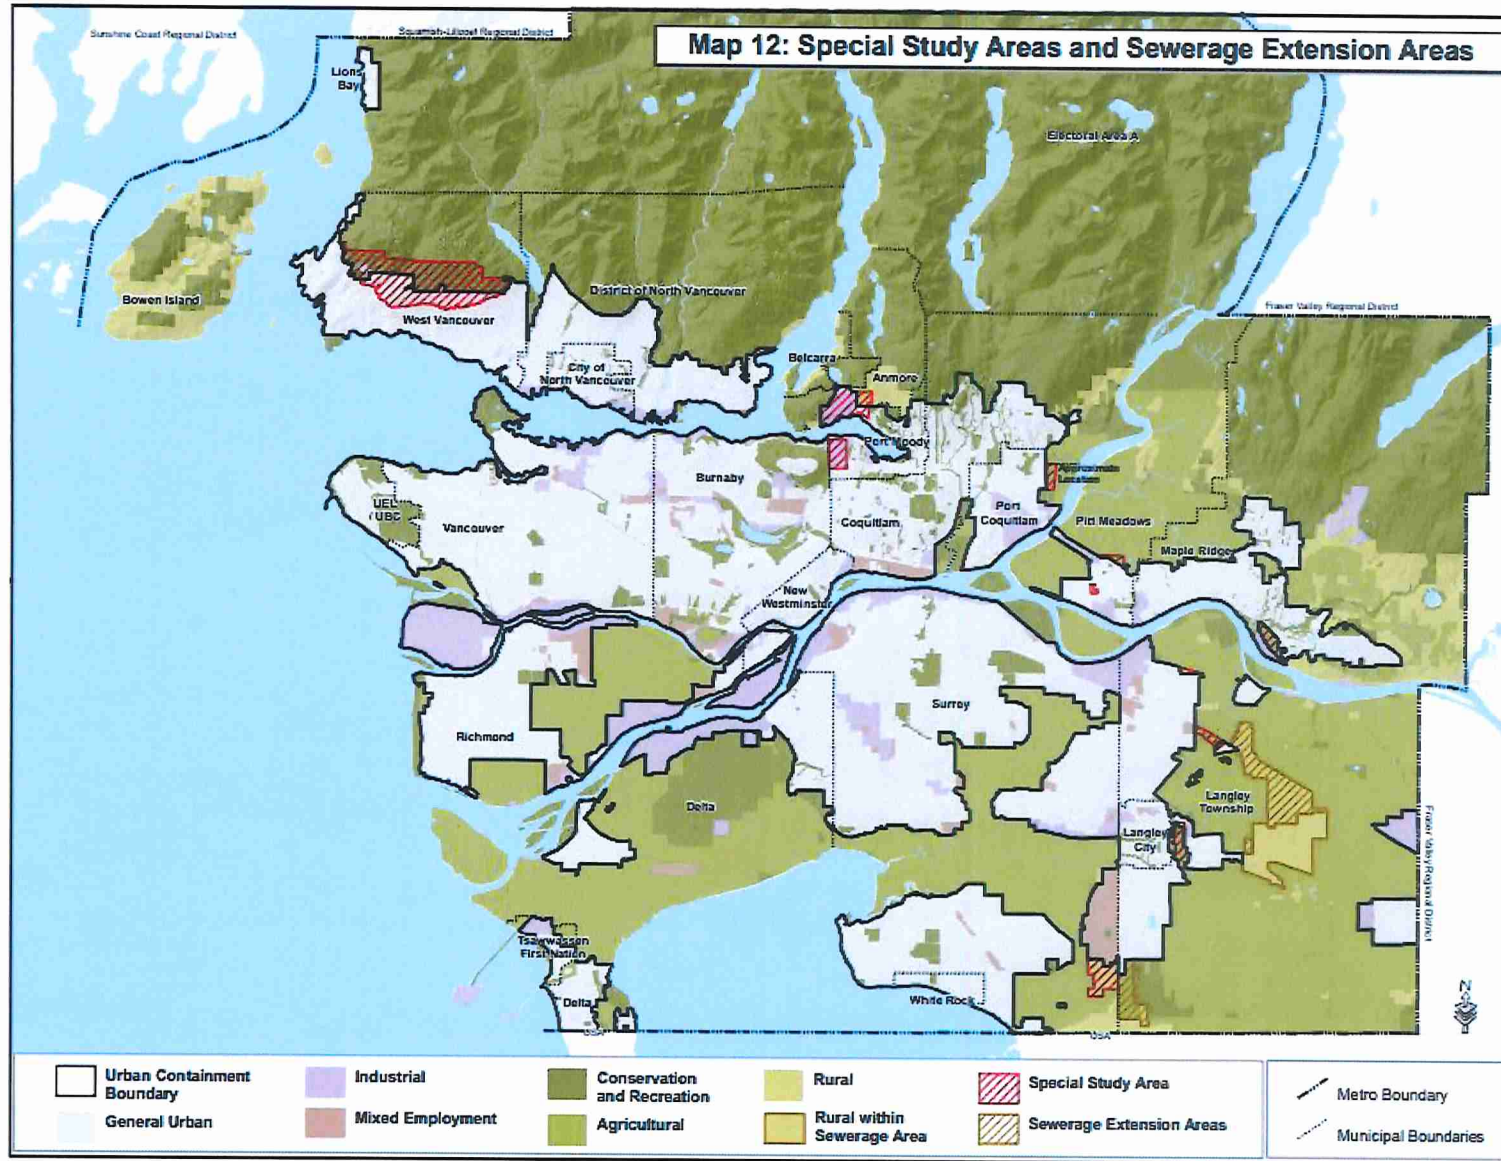 Map 12: Special Study Areas and Sewerage Extension Areas
Sunshine Coast Regional District
Squamish-Lillooet Regional District
Lions
Bay
Electoral Area A
Bowen Island
District of North Vancouver
Fraser Valley Regional District
West Vancouver
Belcarra
City of
North Vancouver
Anmore
Port Moody
Approximate
Location
Burnaby
UEL
/ UBC
Vancouver
Coquitlam
Port
Coquitlam
Pitt Meadows
Maple Ridge
New
Westminster
Surrey
Richmond
Delta
Langley
Township
Langley
City
Fraser Valley Regional District
Tsawwassen
First Nation
Delta
White Rock
N
USA
USA
Urban Containment
Boundary
General Urban
Industrial
Mixed Employment
Conservation
and Recreation
Agricultural
Rural
Rural within
Sewerage Area
Special Study Area
Sewerage Extension Areas
Metro Boundary
Municipal Boundaries